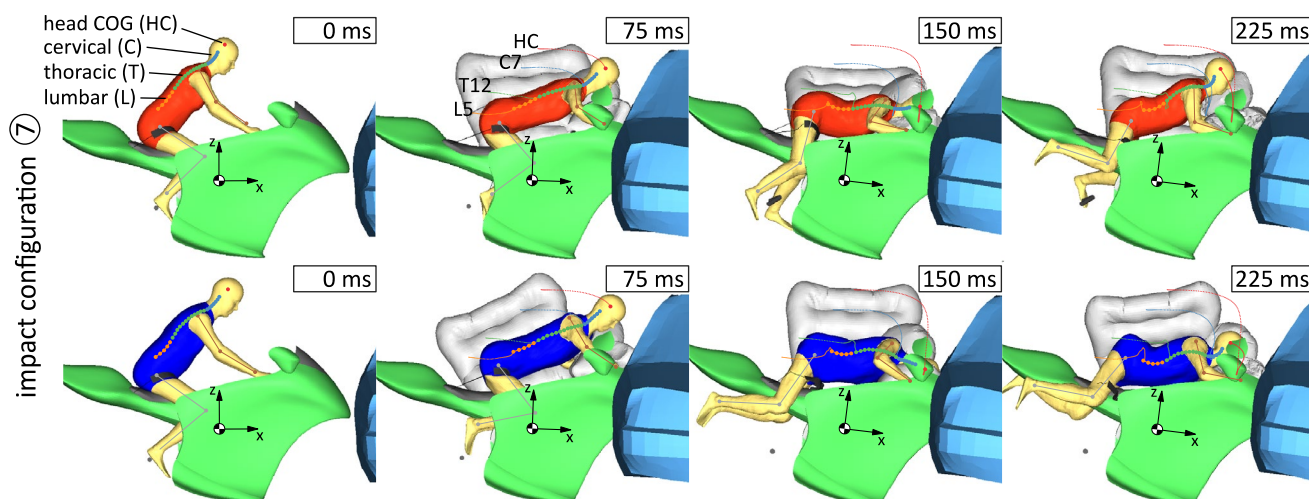 impact configuration ⑦
head COG (HC)
cervical (C)
thoracic (T)
lumbar (L)
0 ms
z
x
HC
C7
T12
L5
75 ms
z
x
150 ms
z
x
225 ms
z
x
0 ms
z
x
75 ms
z
x
150 ms
z
x
225 ms
z
x